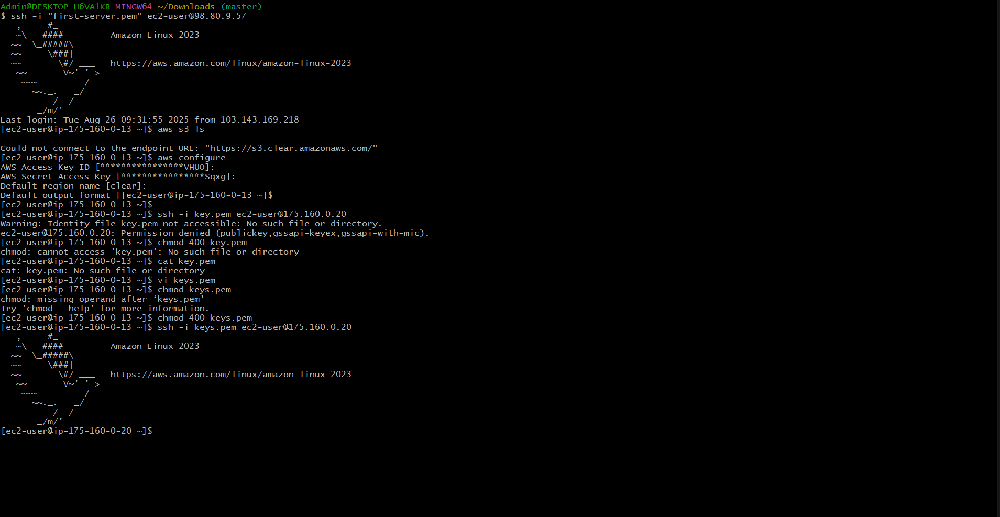 Admin@DESKTOP-H6VA1KR MINGW64 ~/Downloads (master)
$ ssh -i "first-server.pem" ec2-user@98.80.9.57
   ,     #_
   ~\_  ####_        Amazon Linux 2023
  ~~  \_#####\
  ~~     \###|
  ~~       \#/ ___   https://aws.amazon.com/linux/amazon-linux-2023
   ~~       V~' '->
    ~~~         /
      ~~._.   _/
         _/ _/
       _/m/'
Last login: Tue Aug 26 09:31:55 2025 from 103.143.169.218
[ec2-user@ip-175-160-0-13 ~]$ aws s3 ls

Could not connect to the endpoint URL: "https://s3.clear.amazonaws.com/"
[ec2-user@ip-175-160-0-13 ~]$ aws configure
AWS Access Key ID [****************VHUO]:
AWS Secret Access Key [****************Sqxg]:
Default region name [clear]:
Default output format [[ec2-user@ip-175-160-0-13 ~]$
[ec2-user@ip-175-160-0-13 ~]$
[ec2-user@ip-175-160-0-13 ~]$ ssh -i key.pem ec2-user@175.160.0.20
Warning: Identity file key.pem not accessible: No such file or directory.
ec2-user@175.160.0.20: Permission denied (publickey,gssapi-keyex,gssapi-with-mic).
[ec2-user@ip-175-160-0-13 ~]$ chmod 400 key.pem
chmod: cannot access 'key.pem': No such file or directory
[ec2-user@ip-175-160-0-13 ~]$ cat key.pem
cat: key.pem: No such file or directory
[ec2-user@ip-175-160-0-13 ~]$ vi keys.pem
[ec2-user@ip-175-160-0-13 ~]$ chmod keys.pem
chmod: missing operand after ‘keys.pem’
Try 'chmod --help' for more information.
[ec2-user@ip-175-160-0-13 ~]$ chmod 400 keys.pem
[ec2-user@ip-175-160-0-13 ~]$ ssh -i keys.pem ec2-user@175.160.0.20
   ,     #_
   ~\_  ####_        Amazon Linux 2023
  ~~  \_#####\
  ~~     \###|
  ~~       \#/ ___   https://aws.amazon.com/linux/amazon-linux-2023
   ~~       V~' '->
    ~~~         /
      ~~._.   _/
         _/ _/
       _/m/'
[ec2-user@ip-175-160-0-20 ~]$